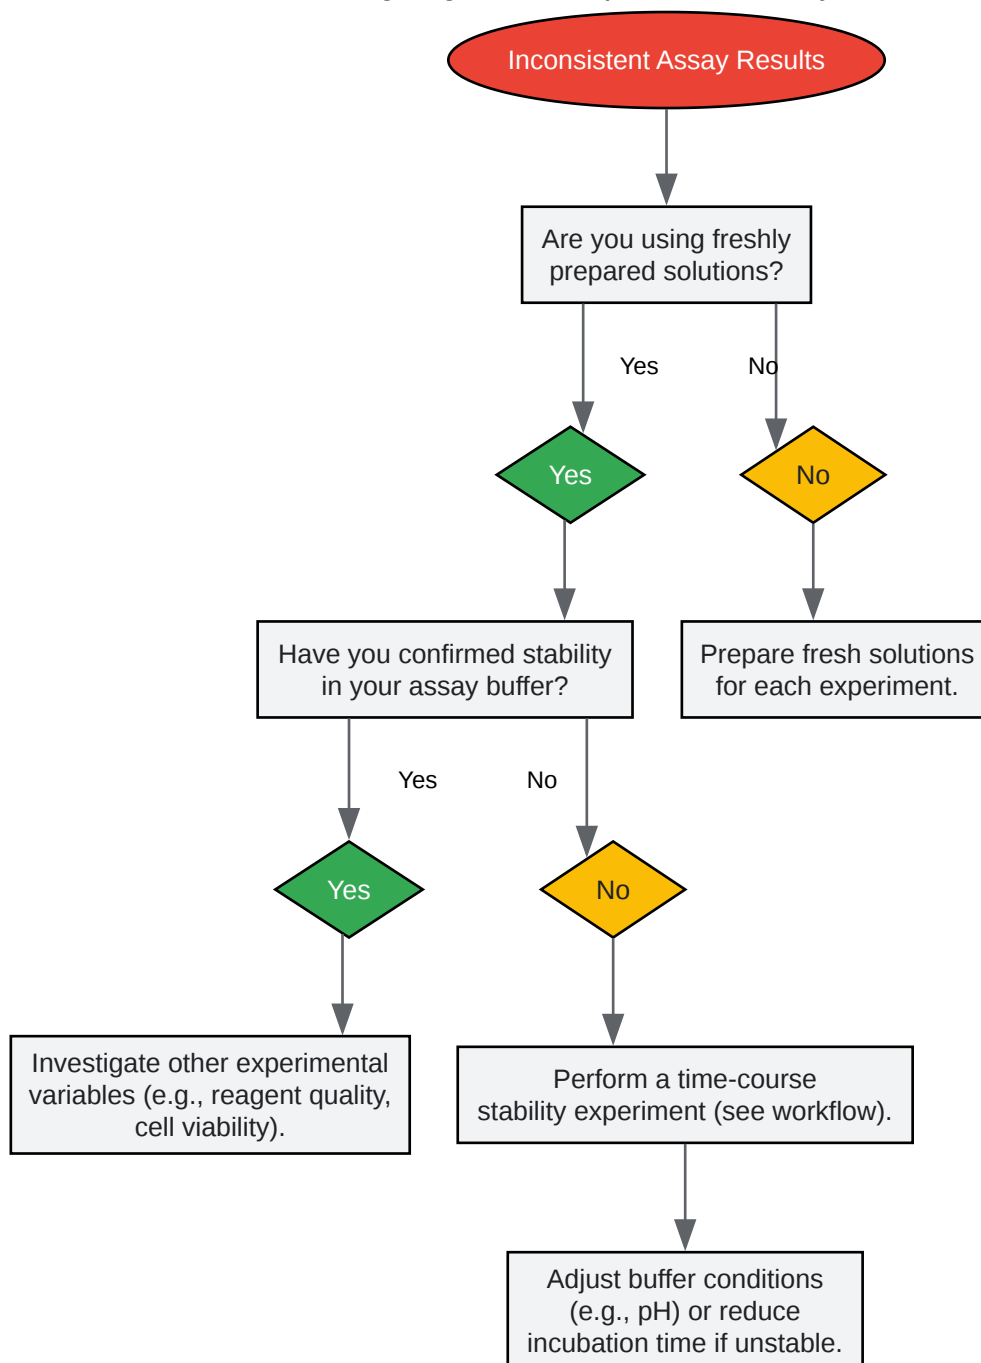 Inconsistent Assay Results
Are you using freshly
prepared solutions?
Yes
No
Yes
No
Have you confirmed stability
in your assay buffer?
Prepare fresh solutions
for each experiment.
Yes
No
Yes
No
Investigate other experimental
variables (e.g., reagent quality,
cell viability).
Perform a time-course
stability experiment (see workflow).
Adjust buffer conditions
(e.g., pH) or reduce
incubation time if unstable.